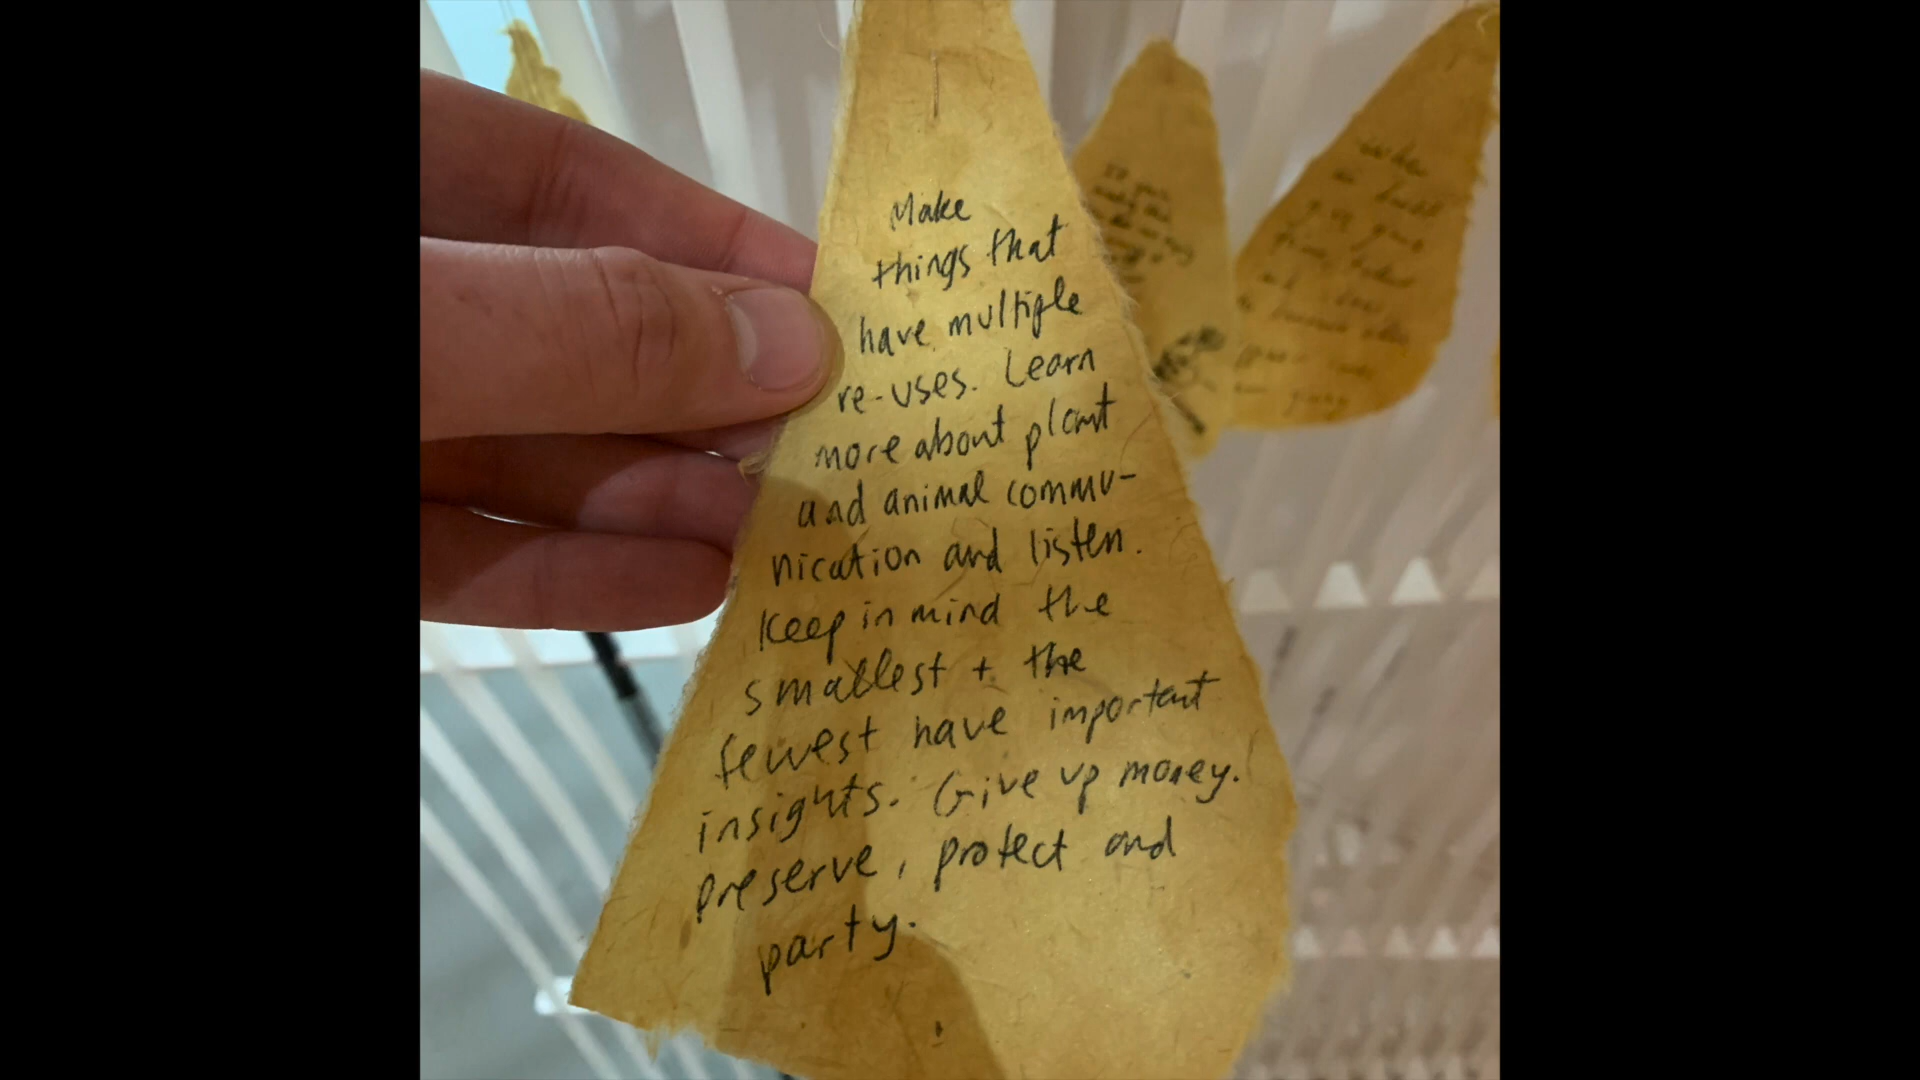 Make
things that
have multiple
re-uses. Learn
more about plant
and animal commu-
nication and listen.
Keep in mind the
smallest + the
fewest have important
insights. Give up money.
Preserve, protect and
party.